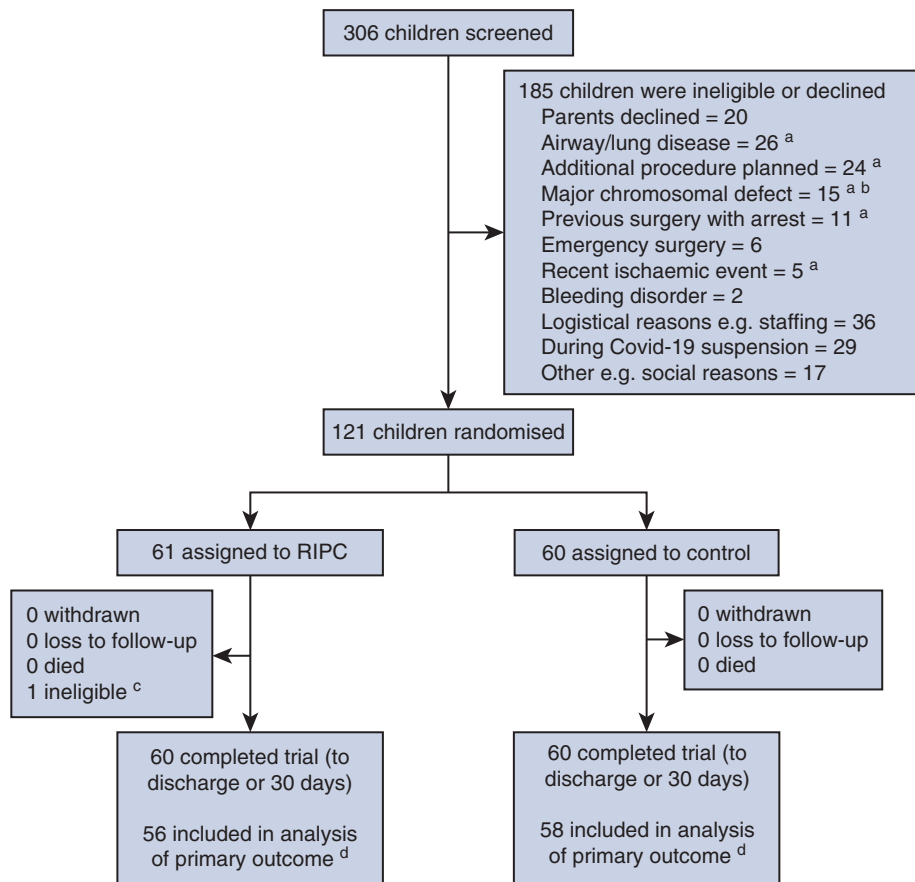 306 children screened
185 children were ineligible or declined
Parents declined = 20
Airway/lung disease = 26 a
Additional procedure planned = 24 a
Major chromosomal defect = 15 a b
Previous surgery with arrest = 11 a
Emergency surgery = 6
Recent ischaemic event = 5 a
Bleeding disorder = 2
Logistical reasons e.g. staffing = 36
During Covid-19 suspension = 29
Other e.g. social reasons = 17
121 children randomised
61 assigned to RIPC
60 assigned to control
0 withdrawn
0 loss to follow-up
0 died
1 ineligible c
0 withdrawn
0 loss to follow-up
0 died
60 completed trial (to
discharge or 30 days)
56 included in analysis
of primary outcome d
60 completed trial (to
discharge or 30 days)
58 included in analysis
of primary outcome d